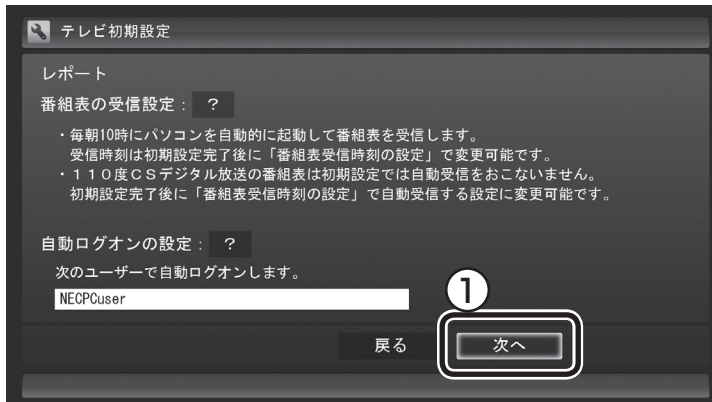 テレビ初期設定
レポート
番組表の受信設定： ？
・毎朝10時にパソコンを自動的に起動して番組表を受信します。
受信時刻は初期設定完了後に「番組表受信時刻の設定」で変更可能です。
・１１０度ＣＳデジタル放送の番組表は初期設定では自動受信をおこないません。
初期設定完了後に「番組表受信時刻の設定」で自動受信する設定に変更可能です。
自動ログオンの設定： ？
次のユーザーで自動ログオンします。
NECPCuser
①
戻る 次へ